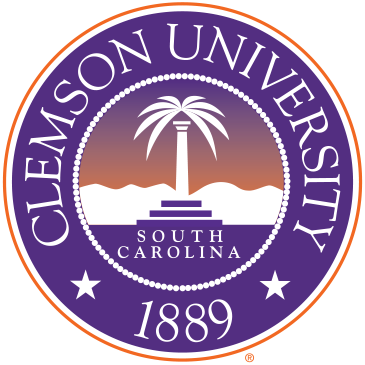 CLEMSON UNIVERSITY
SOUTH
CAROLINA
1889
®